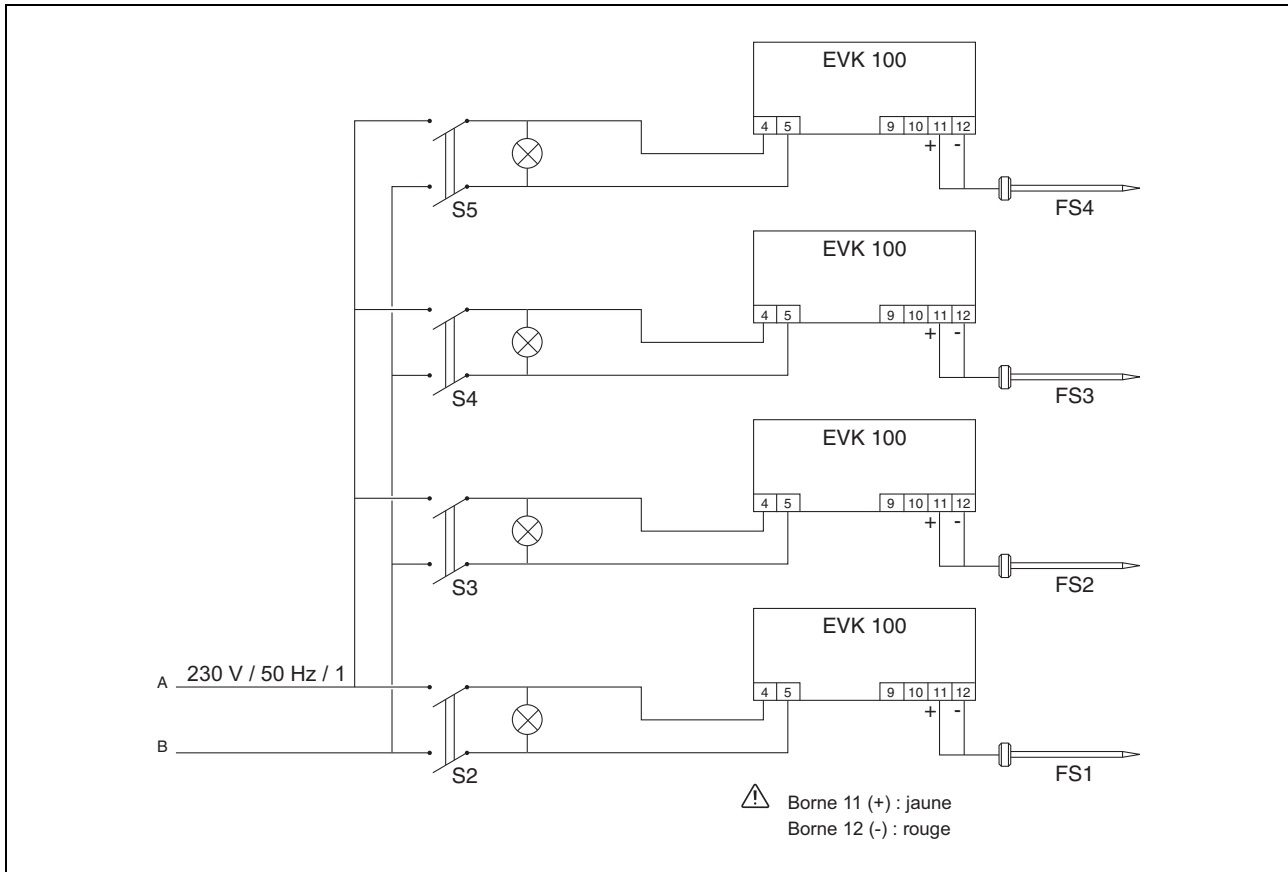 EVK 100
4 5 9 10 11 12
+ -
S5
FS4
EVK 100
4 5 9 10 11 12
+ -
S4
FS3
EVK 100
4 5 9 10 11 12
+ -
S3
FS2
EVK 100
A 230 V / 50 Hz / 1
4 5 9 10 11 12
+ -
B
S2
FS1
Borne 11 (+) : jaune
Borne 12 (-) : rouge